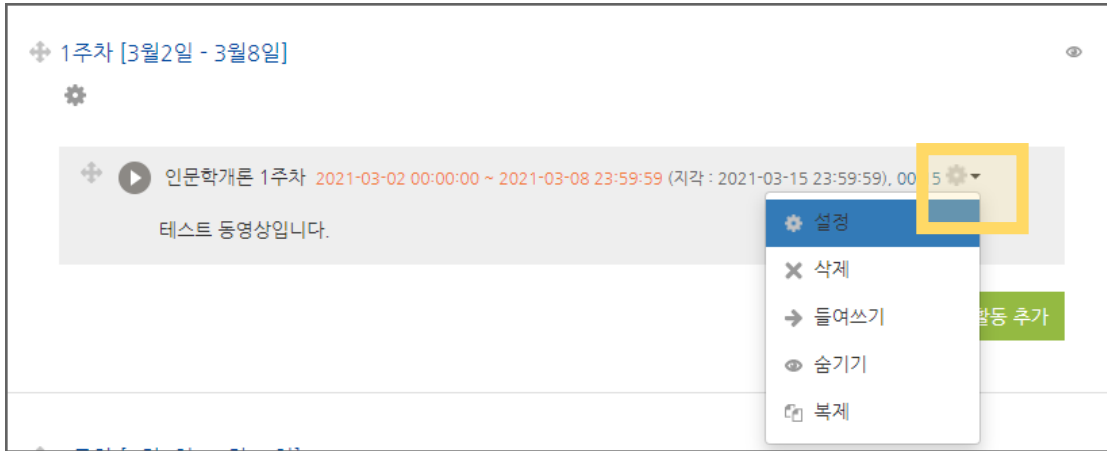 1주차 [3월2일 - 3월8일]
인문학개론 1주차 2021-03-02 00:00:00 ~ 2021-03-08 23:59:59 (지각 : 2021-03-15 23:59:59), 00 5
테스트 동영상입니다.
설정
삭제
들여쓰기
추가
숨기기
복제